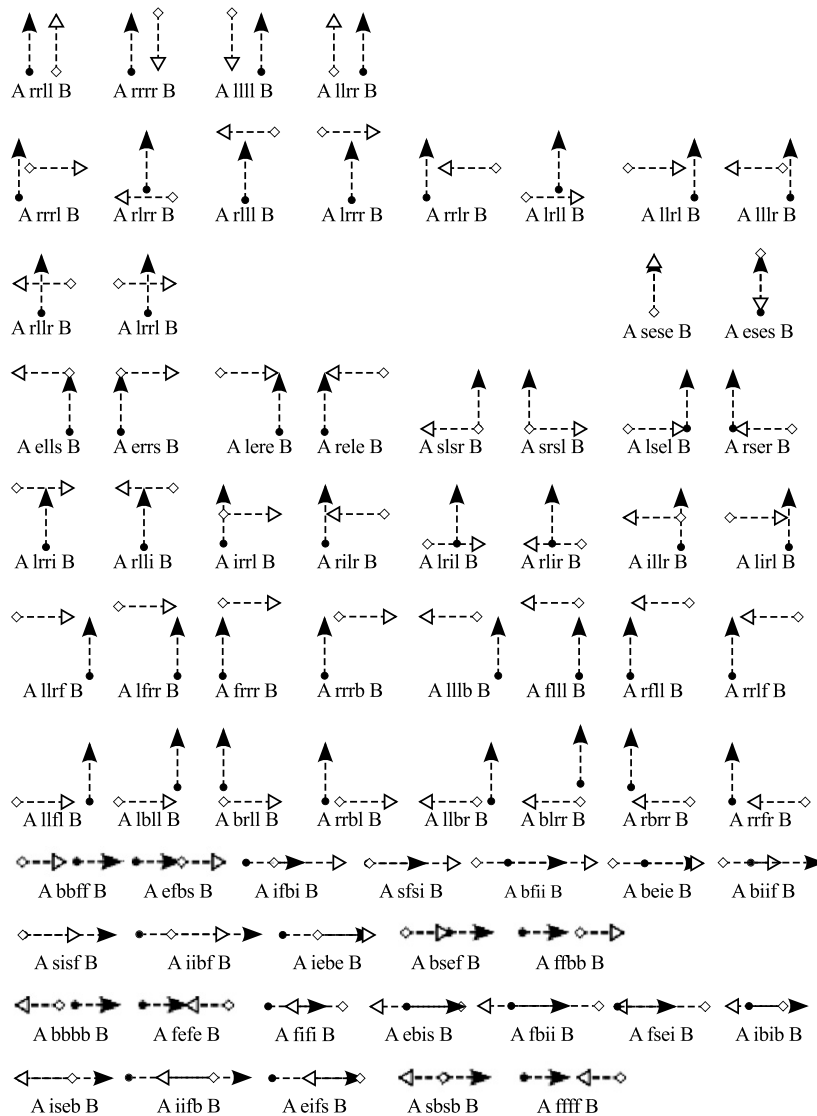 A rrll B A rrrr B A llll B A llrr B
A rrrl B A rlrr B A rlll B A lrrr B A rrlr B A lrll B A llrl B A lllr B
A rllr B A lrrl B A sese B A eses B
A ells B A errs B A lere B A rele B A slsr B A srsl B A lsel B A rser B
A lrri B A rlli B A irrl B A rilr B A lril B A rlir B A illr B A lirl B
A llrf B A lfrr B A frrr B A rrrb B A lllb B A flll B A rfll B A rrlf B
A llfl B A lbll B A brll B A rrbl B A llbr B A blrr B A rbrr B A rrfr B
A bbff B A efbs B A ifbi B A sfsi B A bfii B A beie B A biif B
A sisf B A iibf B A iebe B A bsef B A ffbb B
A bbbb B A fefe B A fifi B A ebis B A fbii B A fsei B A ibib B
A iseb B A iifb B A eifs B A sbsb B A ffff B